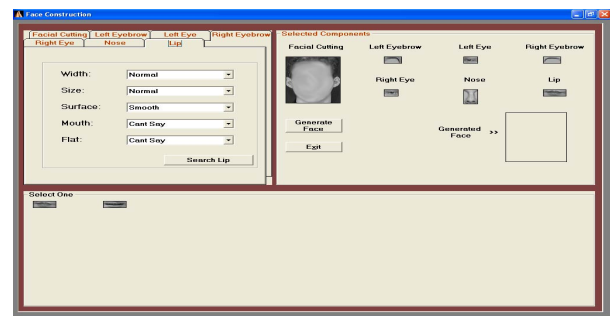 Face Construction
Facial Cutting Left Eyebrow Left Eye Right Eyebrow
Right Eye Nose Lip
Width: Normal
Size: Normal
Surface: Smooth
Mouth: Cant Say
Flat: Cant Say
Search Lip
Selected Components
Facial Cutting Left Eyebrow Left Eye Right Eyebrow
Right Eye Nose Lip
Generate
Face
Exit
Generated >>
Face
Select One